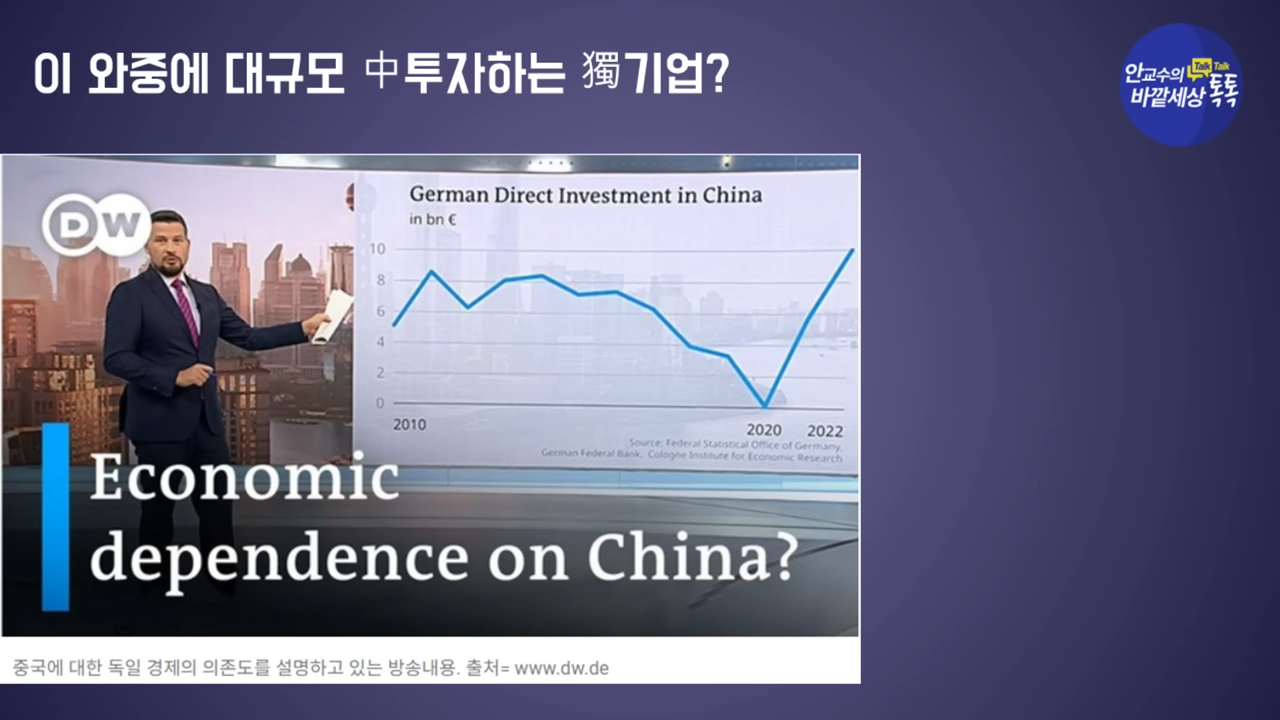 이 와중에 대규모 中투자하는 獨기업?
안교수의 Talk Talk
바깥세상 톡톡
DW
German Direct Investment in China
in bn €
10
8
6
4
2
0
2010 2020 2022
Source: Federal Statistical Office of Germany,
German Federal Bank, Cologne Institute for Economic Research
Economic
dependence on China?
중국에 대한 독일 경제의 의존도를 설명하고 있는 방송내용. 출처= www.dw.de